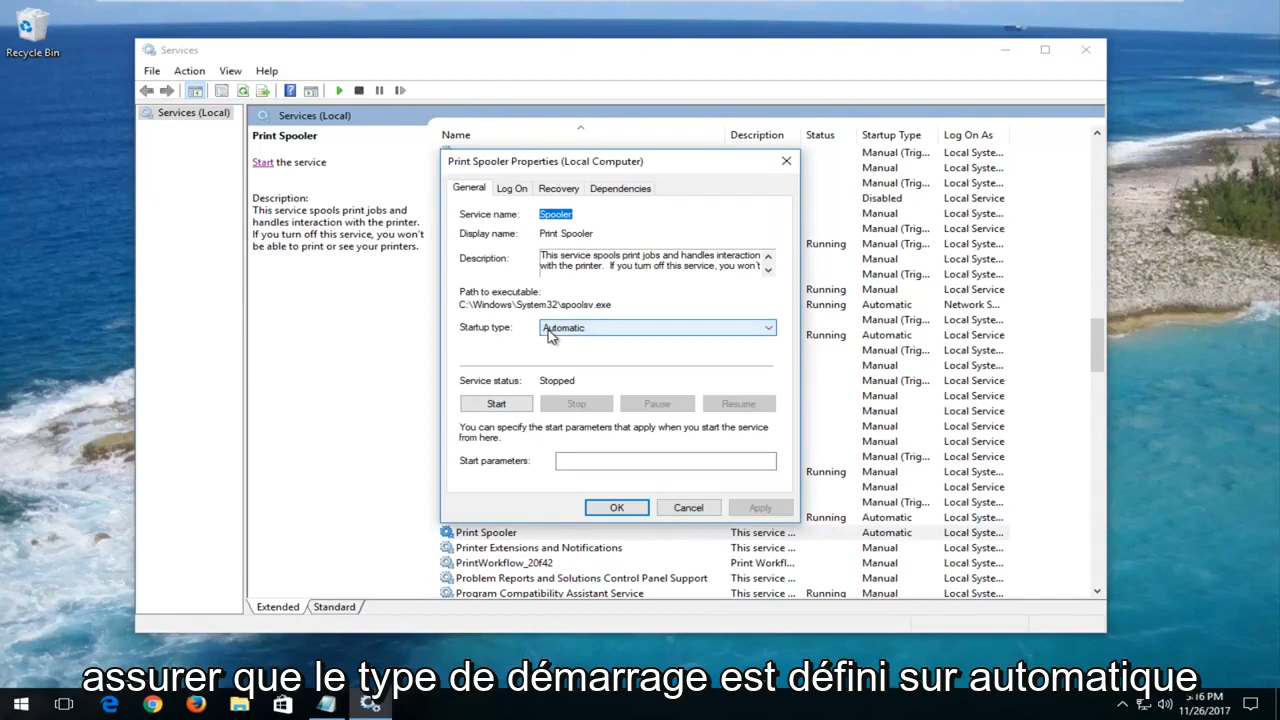 Recycle Bin
Services
File Action View Help
Services (Local)
Services (Local)
Print Spooler
Start the service
Description:
This service spools print jobs and
handles interaction with the printer.
If you turn off this service, you won't
be able to print or see your printers.
Name Description Status Startup Type Log On As
Manual (Trig... Local Syste...
Manual Local Syste...
Manual (Trig... Local Syste...
Disabled Local Service
Manual Local Syste...
Manual (Trig... Local Service
Running Manual (Trig... Local Syste...
Manual Local Syste...
Manual (Trig... Local Syste...
Running Manual Local Service
Automatic Network S...
Manual Local Service
Running Automatic Local Service
Manual (Trig... Local Syste...
Manual Local Syste...
Manual (Trig... Local Syste...
Running Manual Local Service
Manual Local Service
Manual Local Service
Manual Local Service
Manual (Trig... Local Syste...
Running Manual Local Syste...
Manual Local Service
Manual (Trig... Local Syste...
Running Automatic Local Syste...
Print Spooler This service ... Automatic Local Syste...
Printer Extensions and Notifications This service ... Manual Local Syste...
PrintWorkflow_20f42 Print Workfl... Manual Local Syste...
Problem Reports and Solutions Control Panel Support This service ... Manual Local Syste...
Program Compatibility Assistant Service This service ... Running Manual Local Syste...
Print Spooler Properties (Local Computer)
General Log On Recovery Dependencies
Service name: Spooler
Display name: Print Spooler
Description: This service spools print jobs and handles interaction
with the printer. If you turn off this service, you won't
Path to executable:
C:\Windows\System32\spoolsv.exe
Startup type: Automatic
Service status: Stopped
Start Stop Pause Resume
You can specify the start parameters that apply when you start the service
from here.
Start parameters:
OK Cancel Apply
Extended Standard
assurer que le type de démarrage est défini sur automatique
:16 PM
11/26/2017